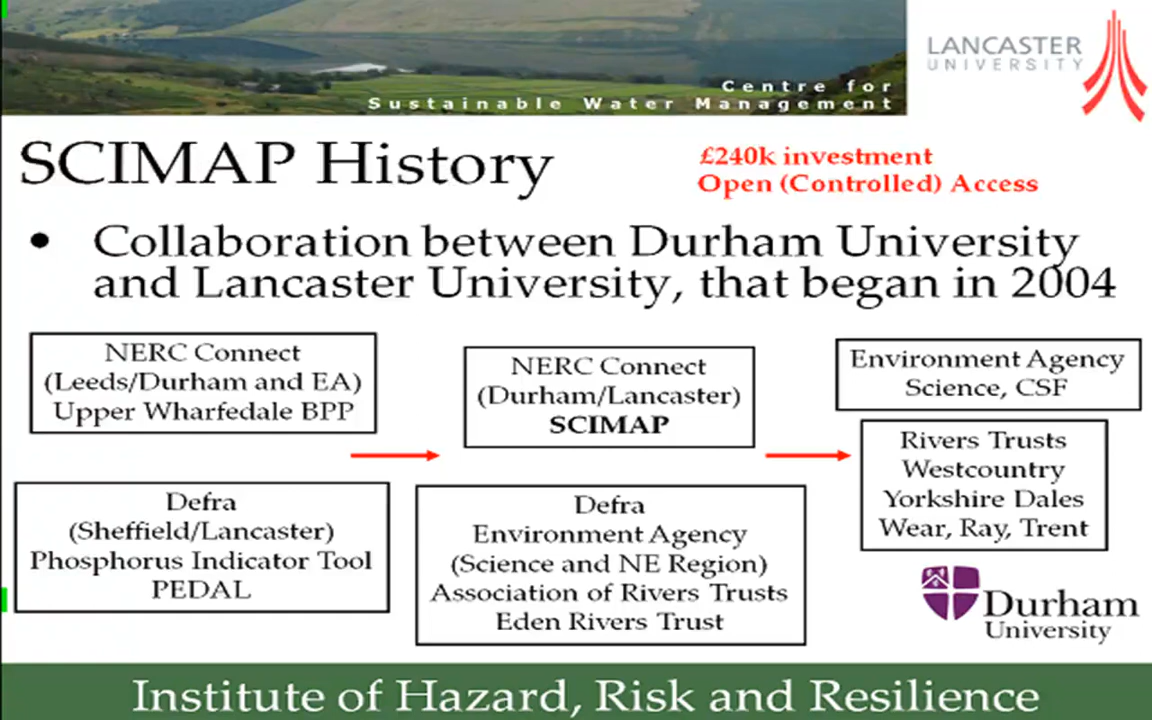 Centre for
Sustainable Water Management
LANCASTER
UNIVERSITY
SCIMAP History
£240k investment
Open (Controlled) Access
• Collaboration between Durham University
and Lancaster University, that began in 2004
NERC Connect
(Leeds/Durham and EA)
Upper Wharfedale BPP
NERC Connect
(Durham/Lancaster)
SCIMAP
Environment Agency
Science, CSF
Rivers Trusts
Westcountry
Yorkshire Dales
Wear, Ray, Trent
Defra
(Sheffield/Lancaster)
Phosphorus Indicator Tool
PEDAL
Defra
Environment Agency
(Science and NE Region)
Association of Rivers Trusts
Eden Rivers Trust
Durham
University
Institute of Hazard, Risk and Resilience